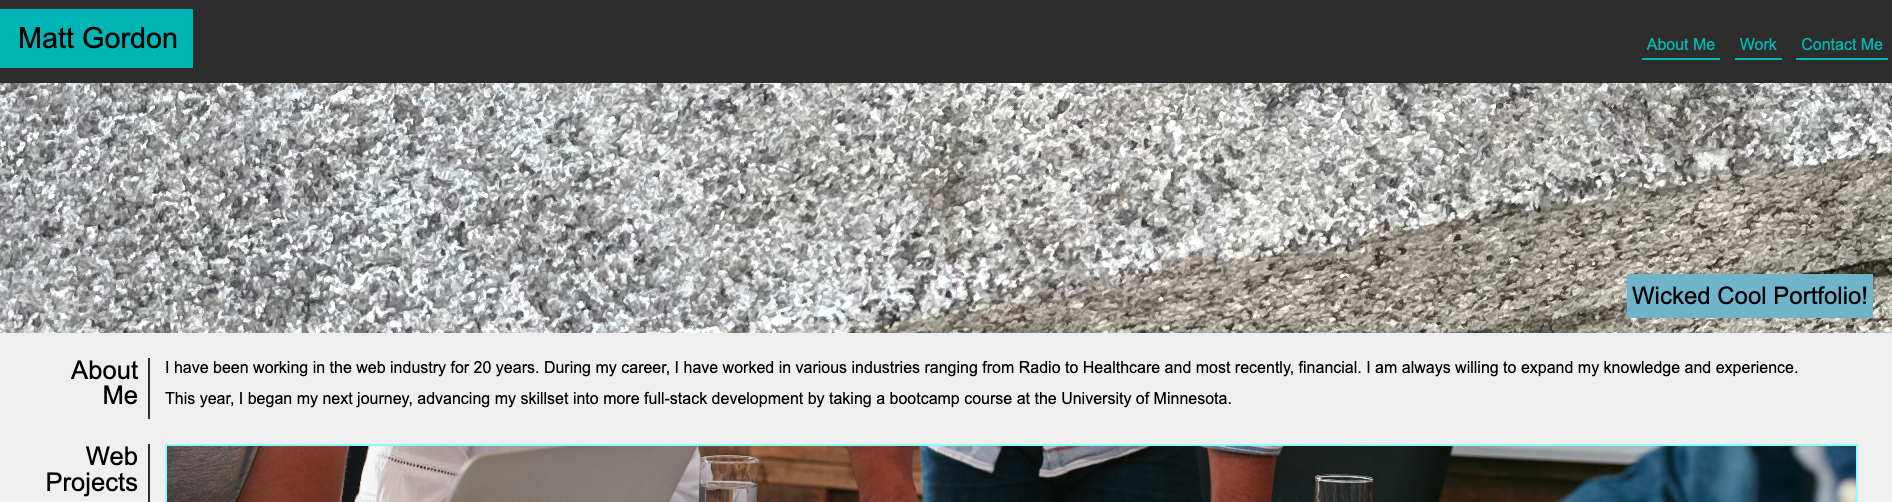 Matt Gordon
About Me Work Contact Me
Wicked Cool Portfolio!
About
Me
I have been working in the web industry for 20 years. During my career, I have worked in various industries ranging from Radio to Healthcare and most recently, financial. I am always willing to expand my knowledge and experience.
This year, I began my next journey, advancing my skillset into more full-stack development by taking a bootcamp course at the University of Minnesota.
Web
Projects